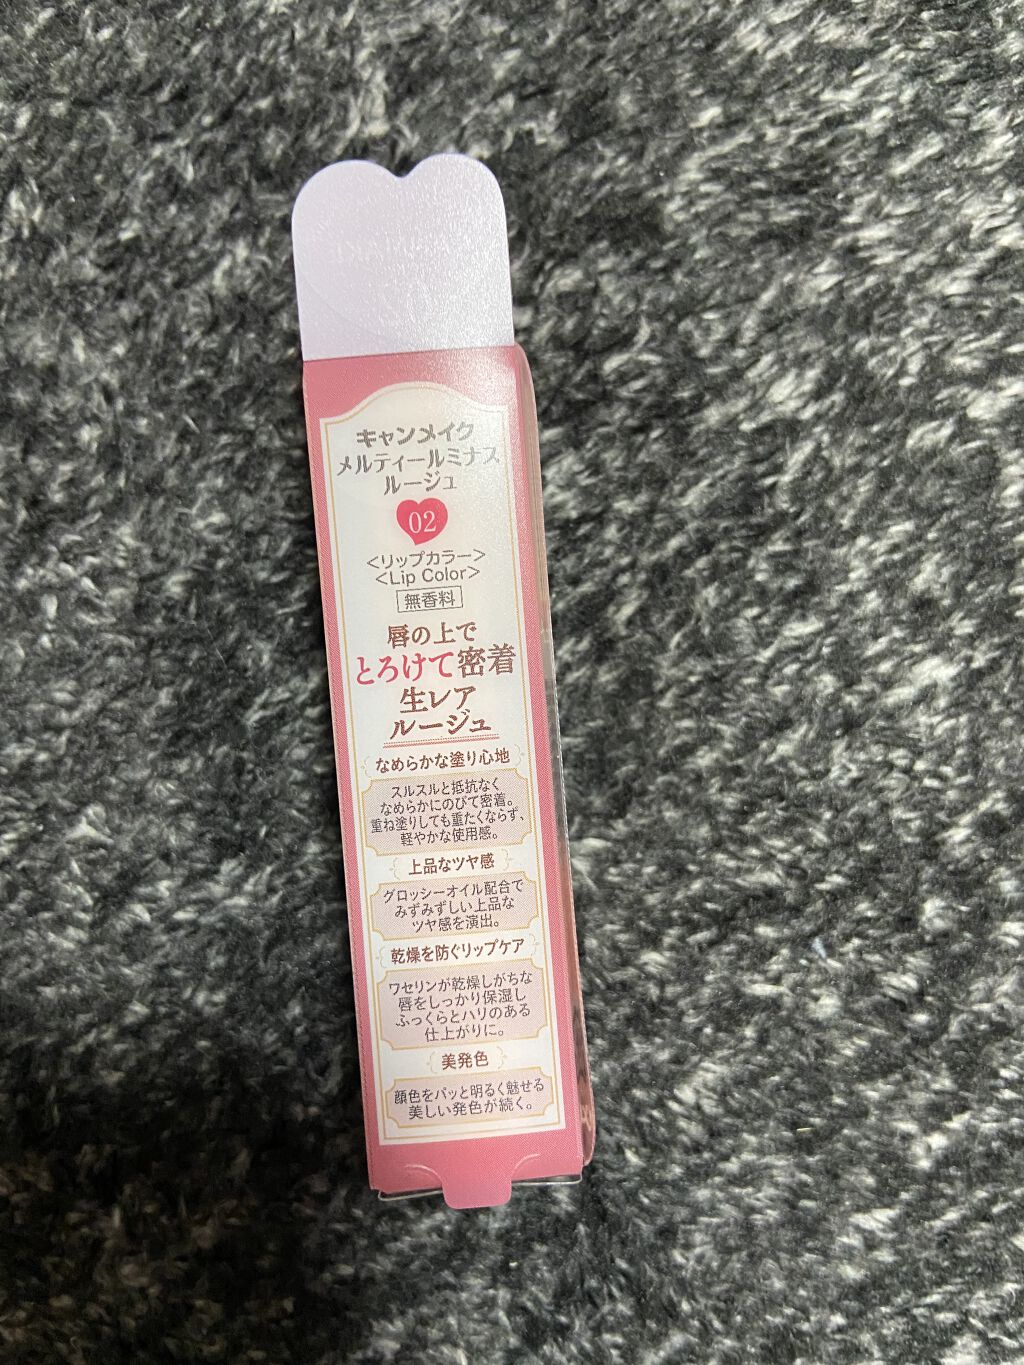 キャンメイク
メルティールミナス
ルージュ
02
＜リップカラー＞
＜Lip Color＞
無香料
唇の上で
とろけて密着
生レア
ルージュ
なめらかな塗り心地
スルスルと抵抗なく
なめらかにのびて密着。
重ね塗りしても重たくならず、
軽やかな使用感。
上品なツヤ感
グロッシーオイル配合で
みずみずしい上品な
ツヤ感を演出。
乾燥を防ぐリップケア
ワセリンが乾燥しがちな
唇をしっかり保湿し
ふっくらとハリのある
仕上がりに。
美発色
顔色をパッと明るく魅せる
美しい発色が続く。